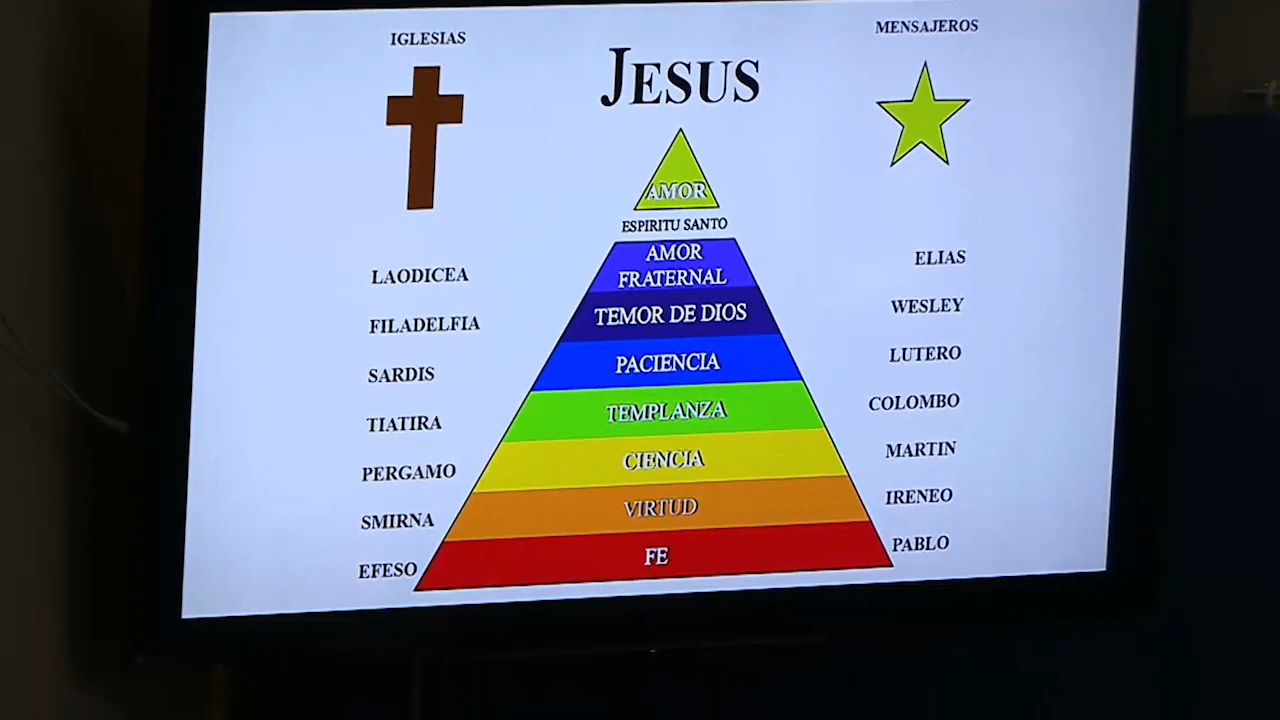 IGLESIAS
JESUS
MENSAJEROS
AMOR
ESPIRITU SANTO
AMOR
FRATERNAL
TEMOR DE DIOS
PACIENCIA
TEMPLANZA
CIENCIA
VIRTUD
FE
LAODICEA
FILADELFIA
SARDIS
TIATIRA
PERGAMO
SMIRNA
EFESO
ELIAS
WESLEY
LUTERO
COLOMBO
MARTIN
IRENEO
PABLO